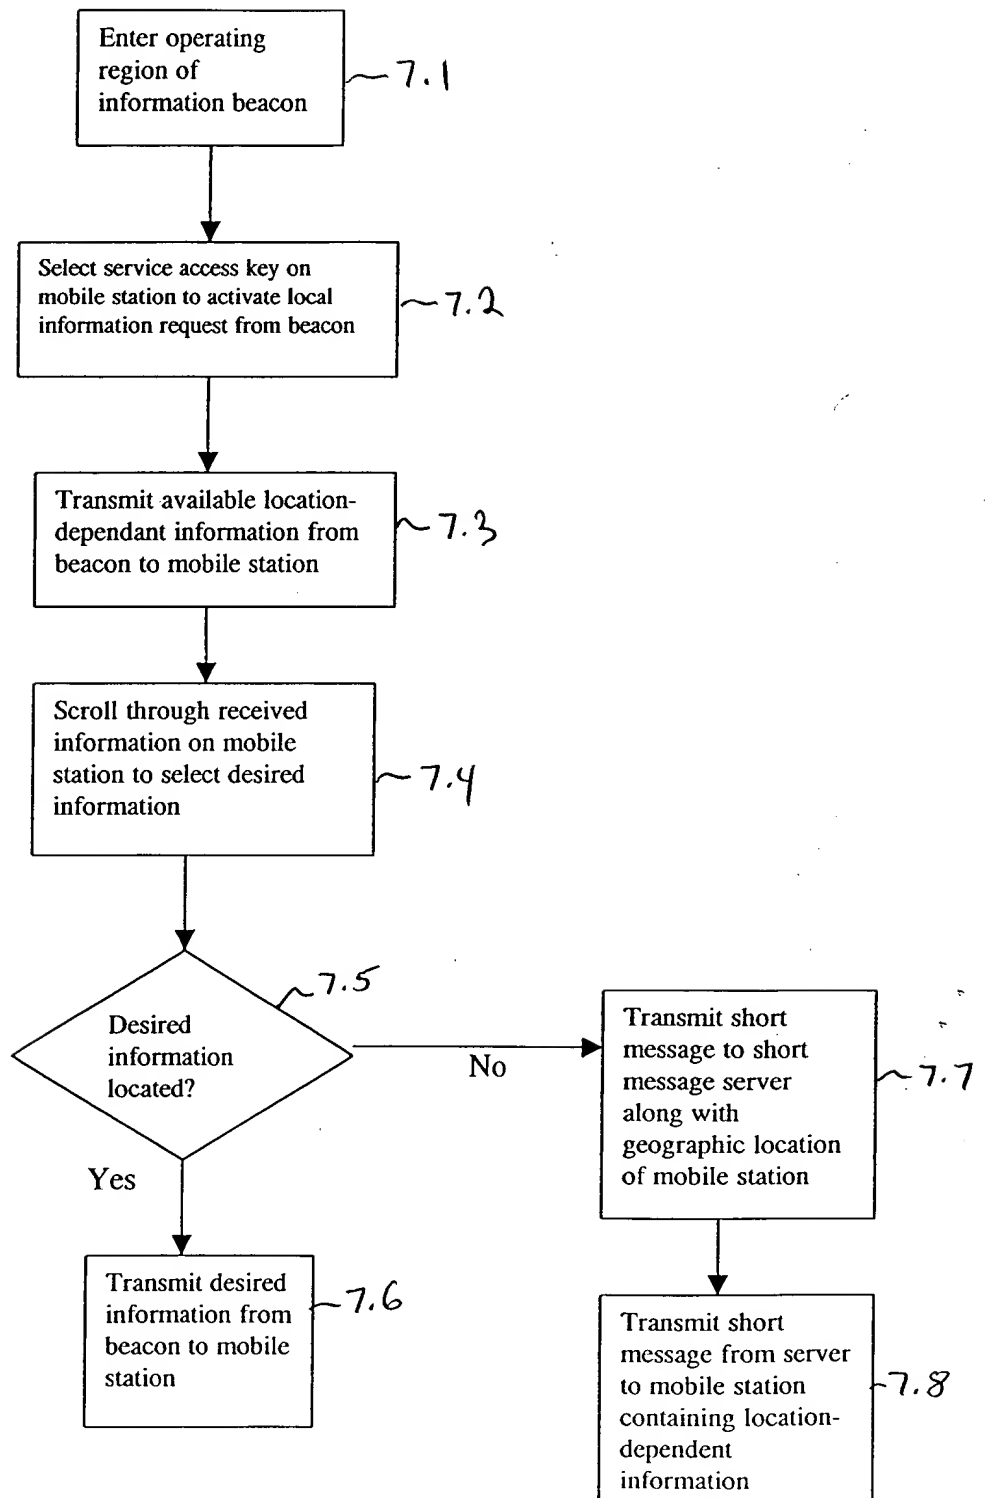 Enter operating
region of
information beacon
7.1
Select service access key on
mobile station to activate local
information request from beacon
7.2
Transmit available location-
dependant information from
beacon to mobile station
7.3
Scroll through received
information on mobile
station to select desired
information
7.4
7.5
Desired
information
located?
No
Yes
Transmit short
message to short
message server
along with
geographic location
of mobile station
7.7
Transmit desired
information from
beacon to mobile
station
7.6
Transmit short
message from server
to mobile station
containing location-
dependent
information
7.8